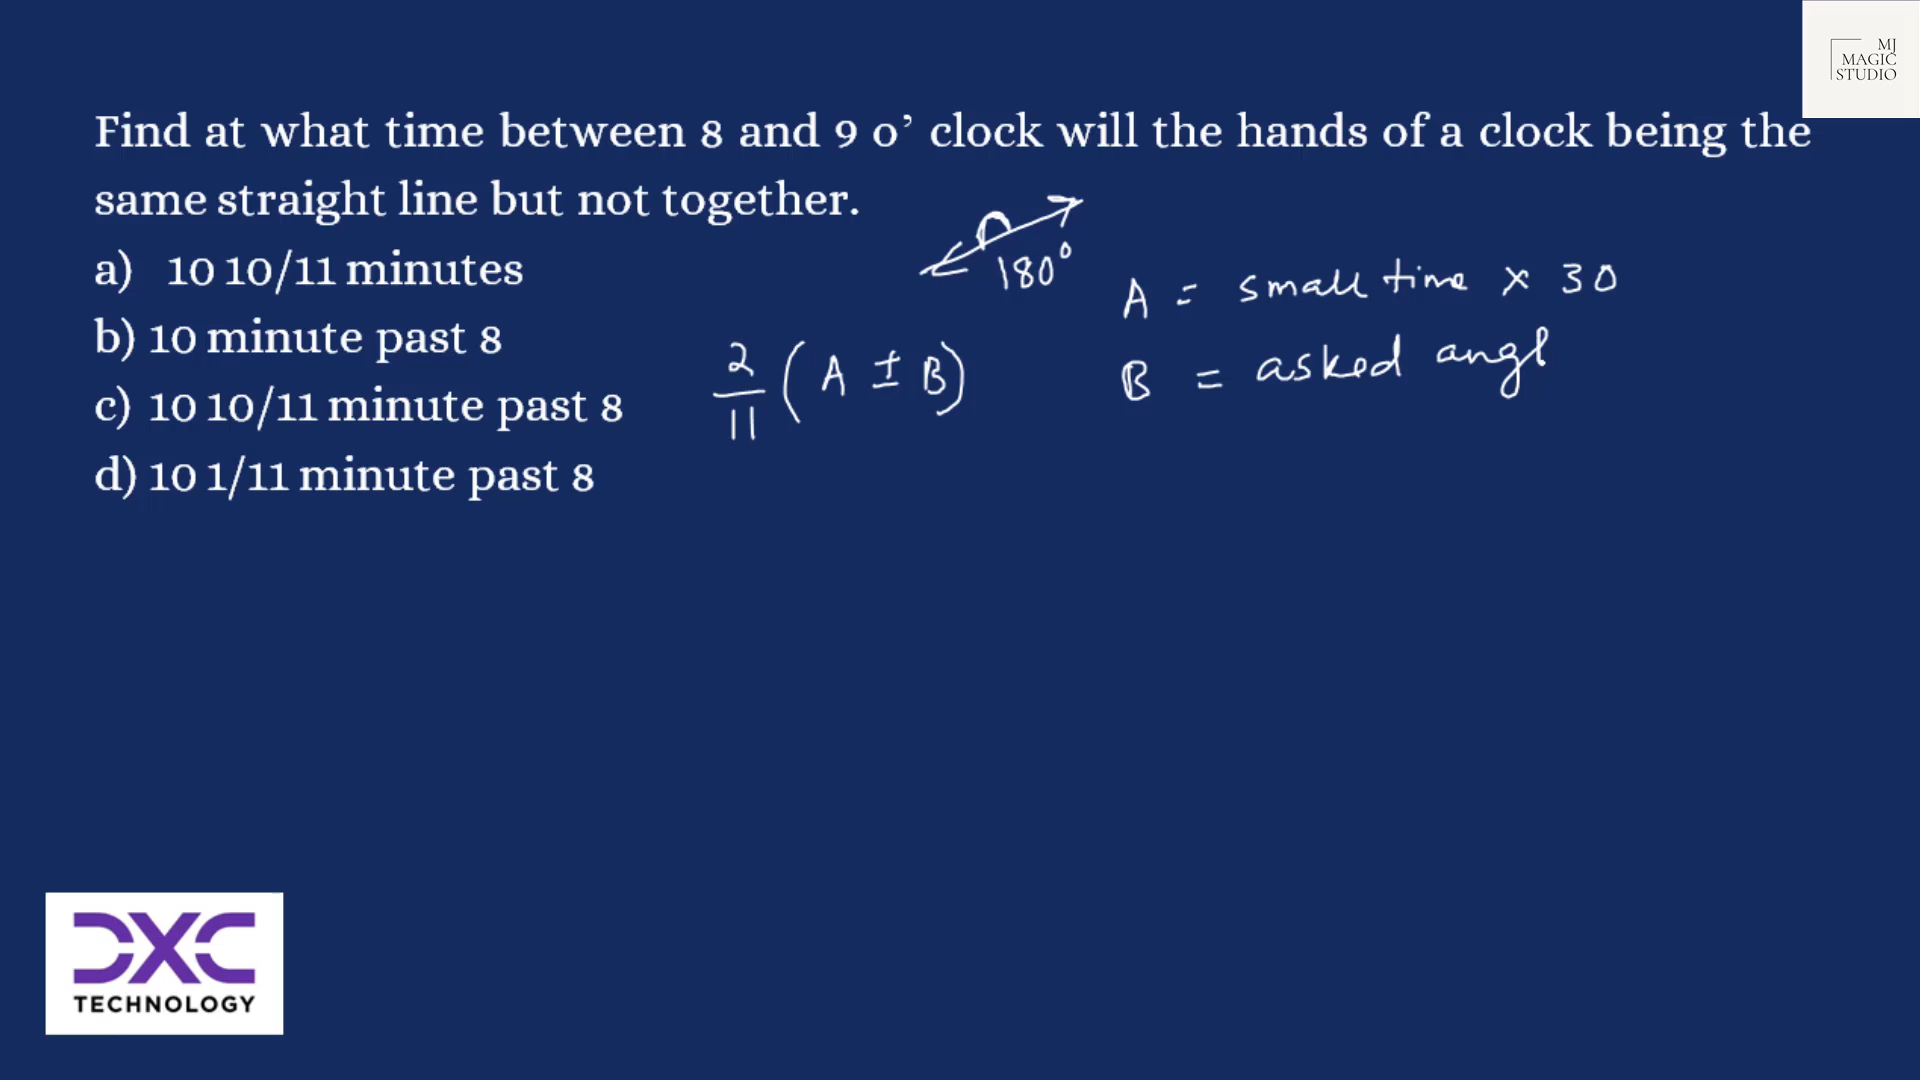 MJ
MAGIC
STUDIO
Find at what time between 8 and 9 o’ clock will the hands of a clock being the
same straight line but not together.
a) 10 10/11 minutes
b) 10 minute past 8
c) 10 10/11 minute past 8
d) 10 1/11 minute past 8
180°
A = small time × 30
2/11 (A ± B)
B = asked angl
DXC
TECHNOLOGY